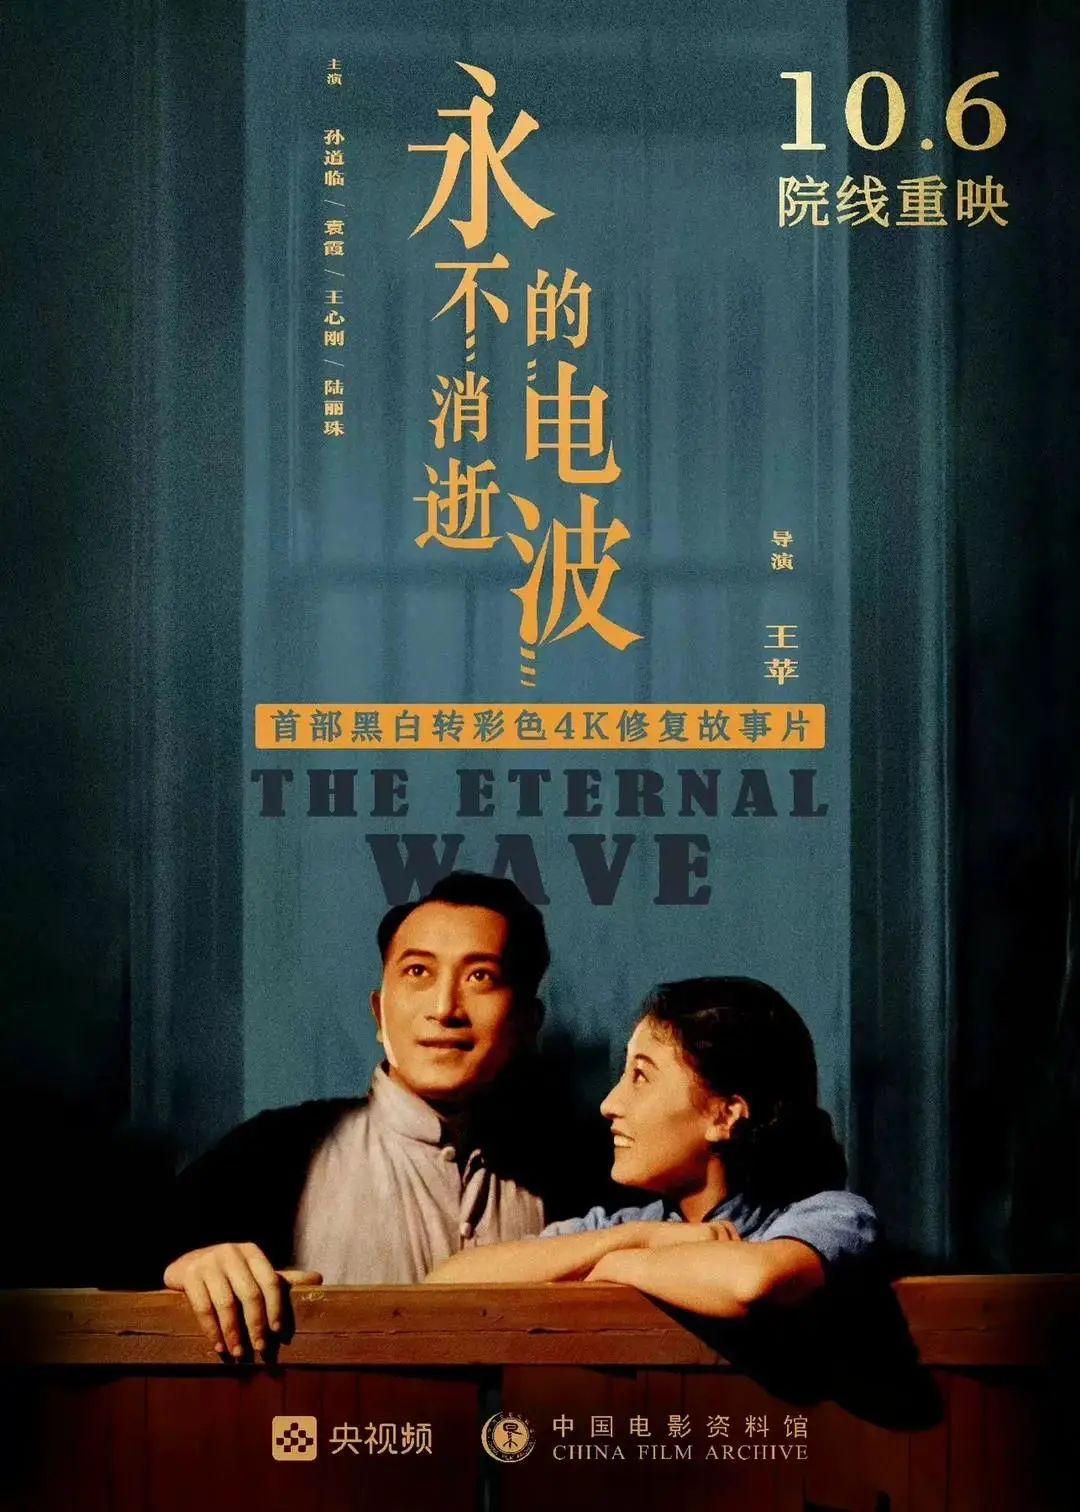 主演
孙道临 / 袁霞 / 王心刚 / 陆丽珠
永不消逝
的电波
10.6
院线重映
导演
王苹
首部黑白转彩色4K修复故事片
THE ETERNAL
WAVE
央视频
中国电影资料馆
CHINA FILM ARCHIVE